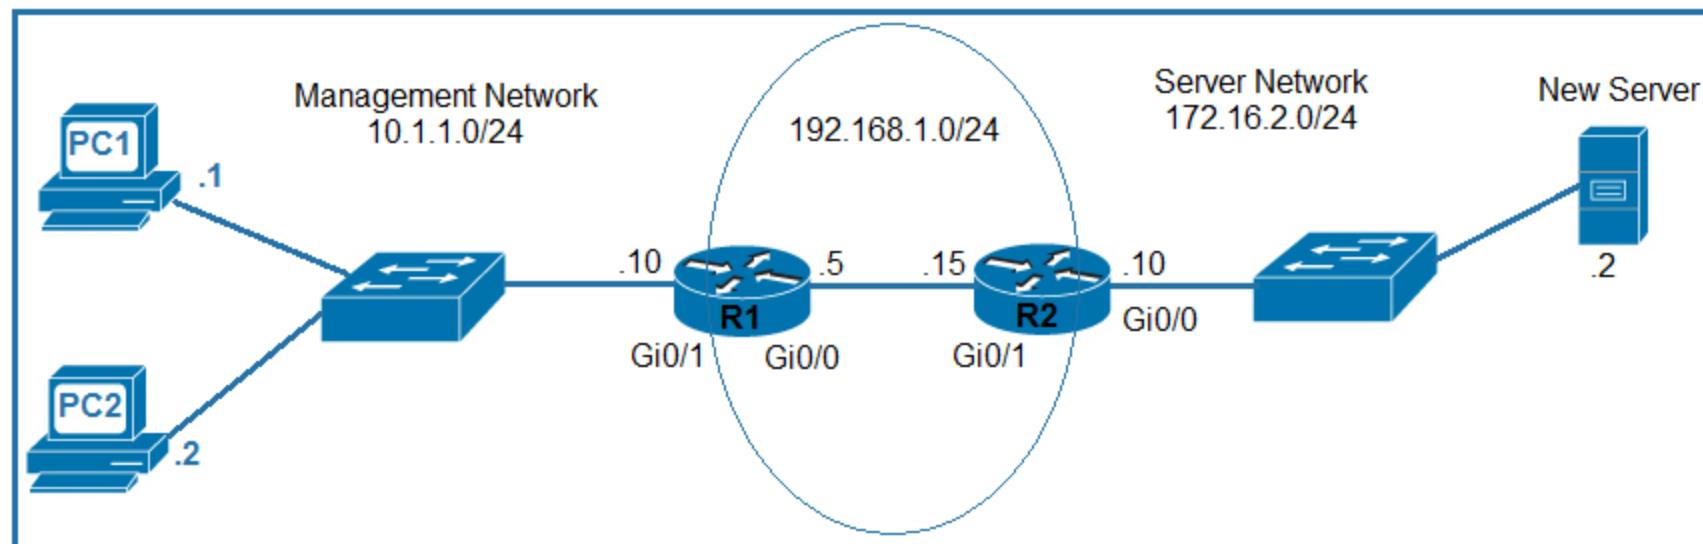 Management Network
10.1.1.0/24
192.168.1.0/24
Server Network
172.16.2.0/24
New Server
PC1
.1
.10
.5
.15
.10
.2
R1
R2
Gi0/0
Gi0/1
Gi0/0
Gi0/1
PC2
.2